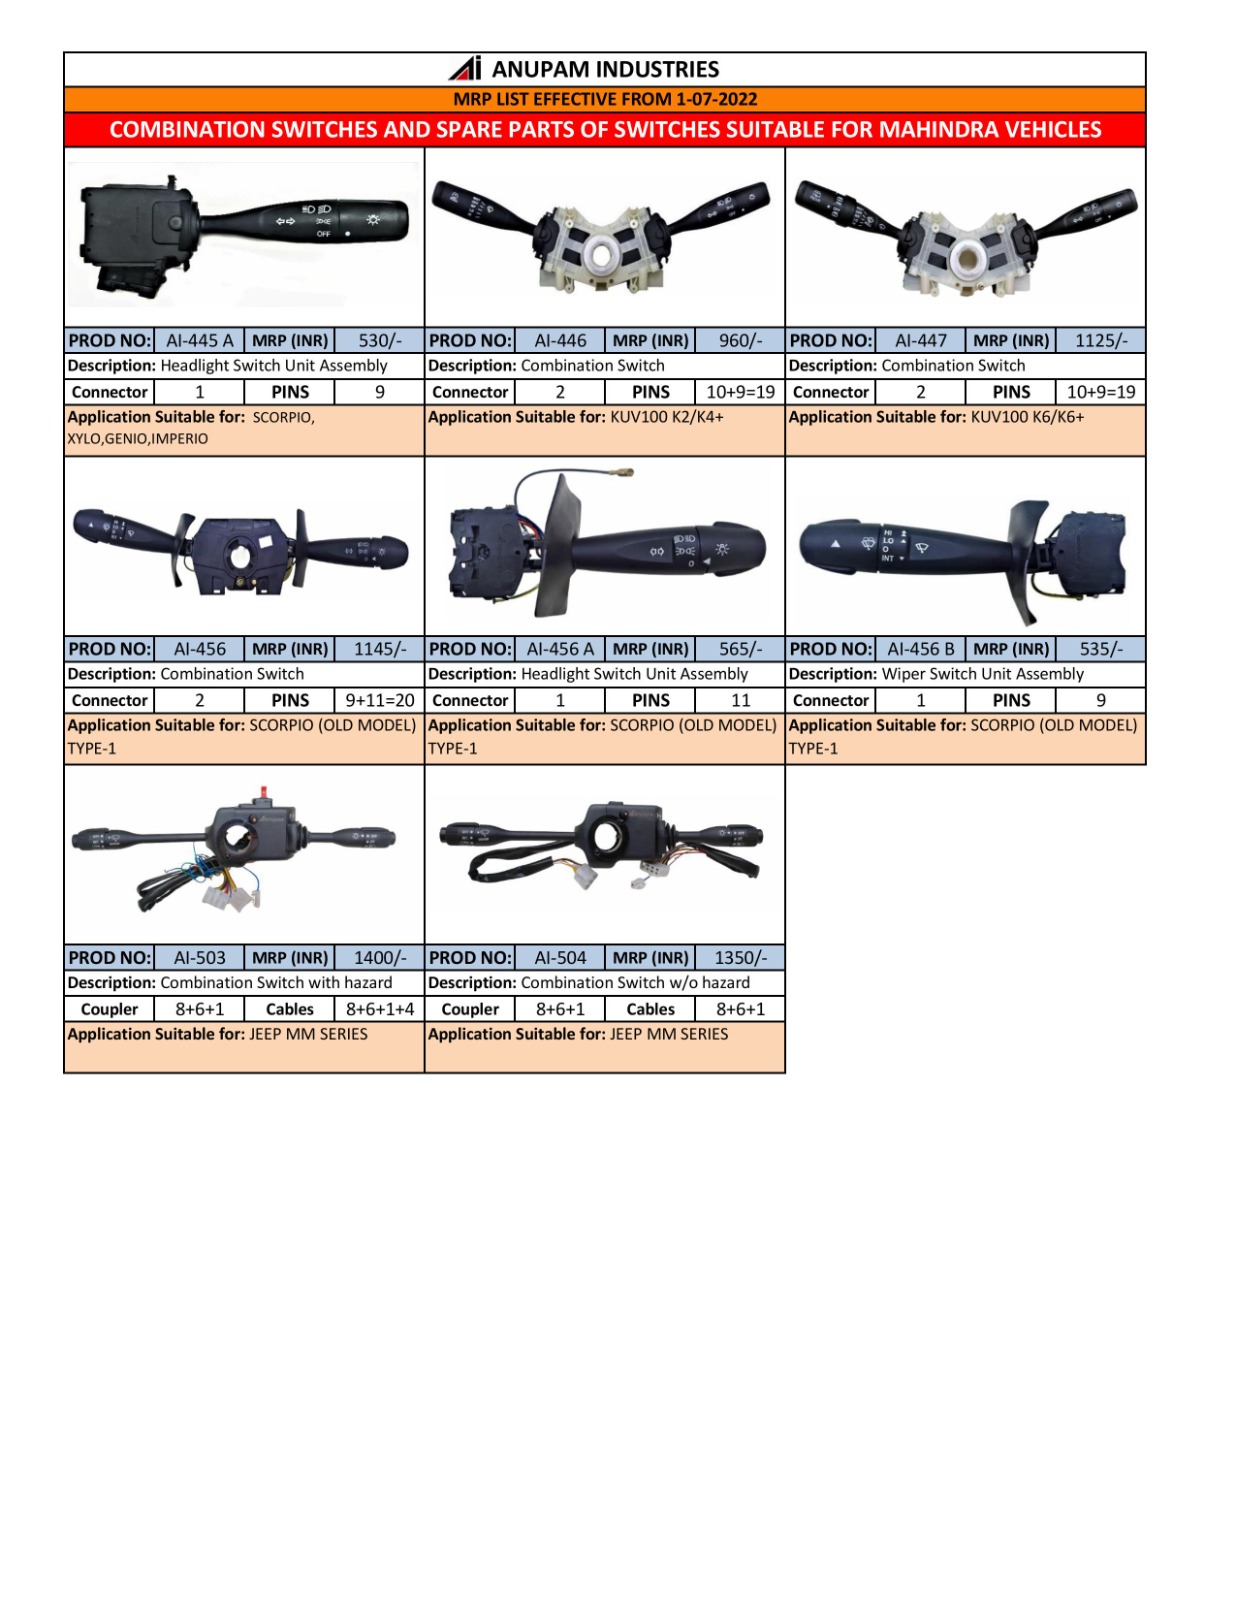 Ai ANUPAM INDUSTRIES
MRP LIST EFFECTIVE FROM 1-07-2022
COMBINATION SWITCHES AND SPARE PARTS OF SWITCHES SUITABLE FOR MAHINDRA VEHICLES
OFF
PROD NO: AI-445 A MRP (INR) 530/- PROD NO: AI-446 MRP (INR) 960/- PROD NO: AI-447 MRP (INR) 1125/-
Description: Headlight Switch Unit Assembly Description: Combination Switch Description: Combination Switch
Connector 1 PINS 9 Connector 2 PINS 10+9=19 Connector 2 PINS 10+9=19
Application Suitable for: SCORPIO, Application Suitable for: KUV100 K2/K4+ Application Suitable for: KUV100 K6/K6+
XYLO,GENIO,IMPERIO
HI
LO
O
INT
PROD NO: AI-456 MRP (INR) 1145/- PROD NO: AI-456 A MRP (INR) 565/- PROD NO: AI-456 B MRP (INR) 535/-
Description: Combination Switch Description: Headlight Switch Unit Assembly Description: Wiper Switch Unit Assembly
Connector 2 PINS 9+11=20 Connector 1 PINS 11 Connector 1 PINS 9
Application Suitable for: SCORPIO (OLD MODEL) Application Suitable for: SCORPIO (OLD MODEL) Application Suitable for: SCORPIO (OLD MODEL)
TYPE-1 TYPE-1 TYPE-1
PROD NO: AI-503 MRP (INR) 1400/- PROD NO: AI-504 MRP (INR) 1350/-
Description: Combination Switch with hazard Description: Combination Switch w/o hazard
Coupler 8+6+1 Cables 8+6+1+4 Coupler 8+6+1 Cables 8+6+1
Application Suitable for: JEEP MM SERIES Application Suitable for: JEEP MM SERIES